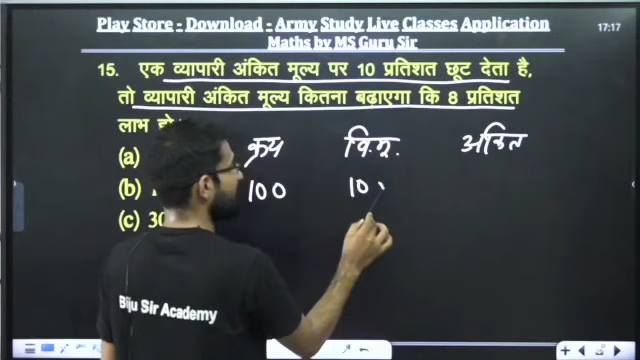 Play Store - Download - Army Study Live Classes Application
Maths by MS Guru Sir
17:17
15. एक व्यापारी अंकित मूल्य पर 10 प्रतिशत छूट देता है,
तो व्यापारी अंकित मूल्य कितना बढाएगा कि 8 प्रतिशत
लाभ हो
(a)
क्रय वि.मू. अंकित
(b)
100 10
(c) 30
Biju Sir Academy